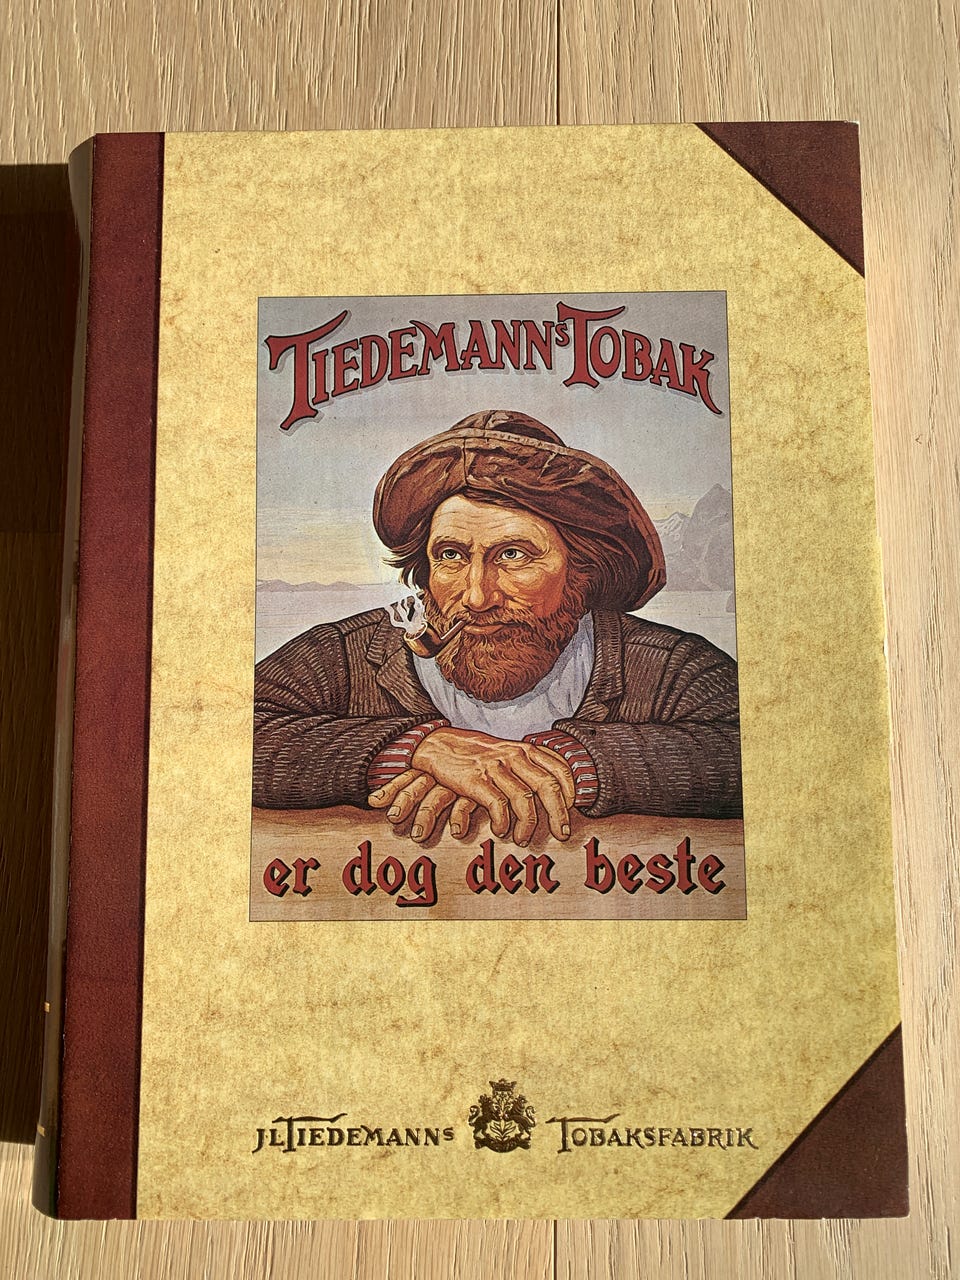 TIEDEMANNS TOBAK
er dog den beste
J.L.TIEDEMANNS TOBAKSFABRIK